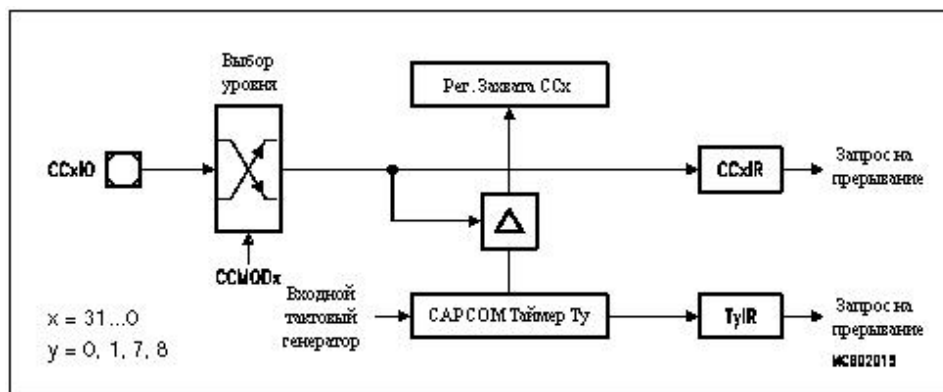 Выбор
уровня
Рег. Захвата CCx
CCxIO
CCxIR
Запрос на
прерывание
CCMODx
Входной
тактовый
генератор
CAPCOM Таймер Ty
TyIR
Запрос на
прерывание
x = 31...0
y = 0, 1, 7, 8
MCB02015